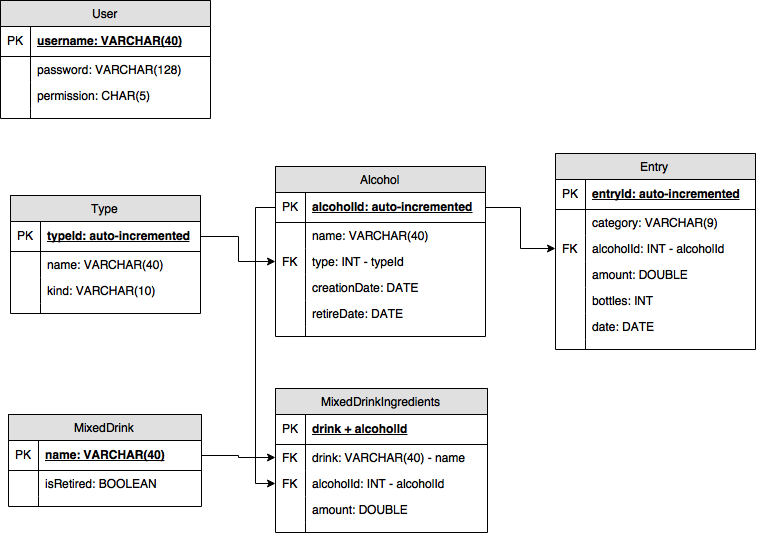 User
PK username: VARCHAR(40)
password: VARCHAR(128)
permission: CHAR(5)
Type
PK typeId: auto-incremented
name: VARCHAR(40)
kind: VARCHAR(10)
Alcohol
PK alcoholId: auto-incremented
name: VARCHAR(40)
FK type: INT - typeId
creationDate: DATE
retireDate: DATE
Entry
PK entryId: auto-incremented
category: VARCHAR(9)
FK alcoholId: INT - alcoholId
amount: DOUBLE
bottles: INT
date: DATE
MixedDrink
PK name: VARCHAR(40)
isRetired: BOOLEAN
MixedDrinkIngredients
PK drink + alcoholId
FK drink: VARCHAR(40) - name
FK alcoholId: INT - alcoholId
amount: DOUBLE